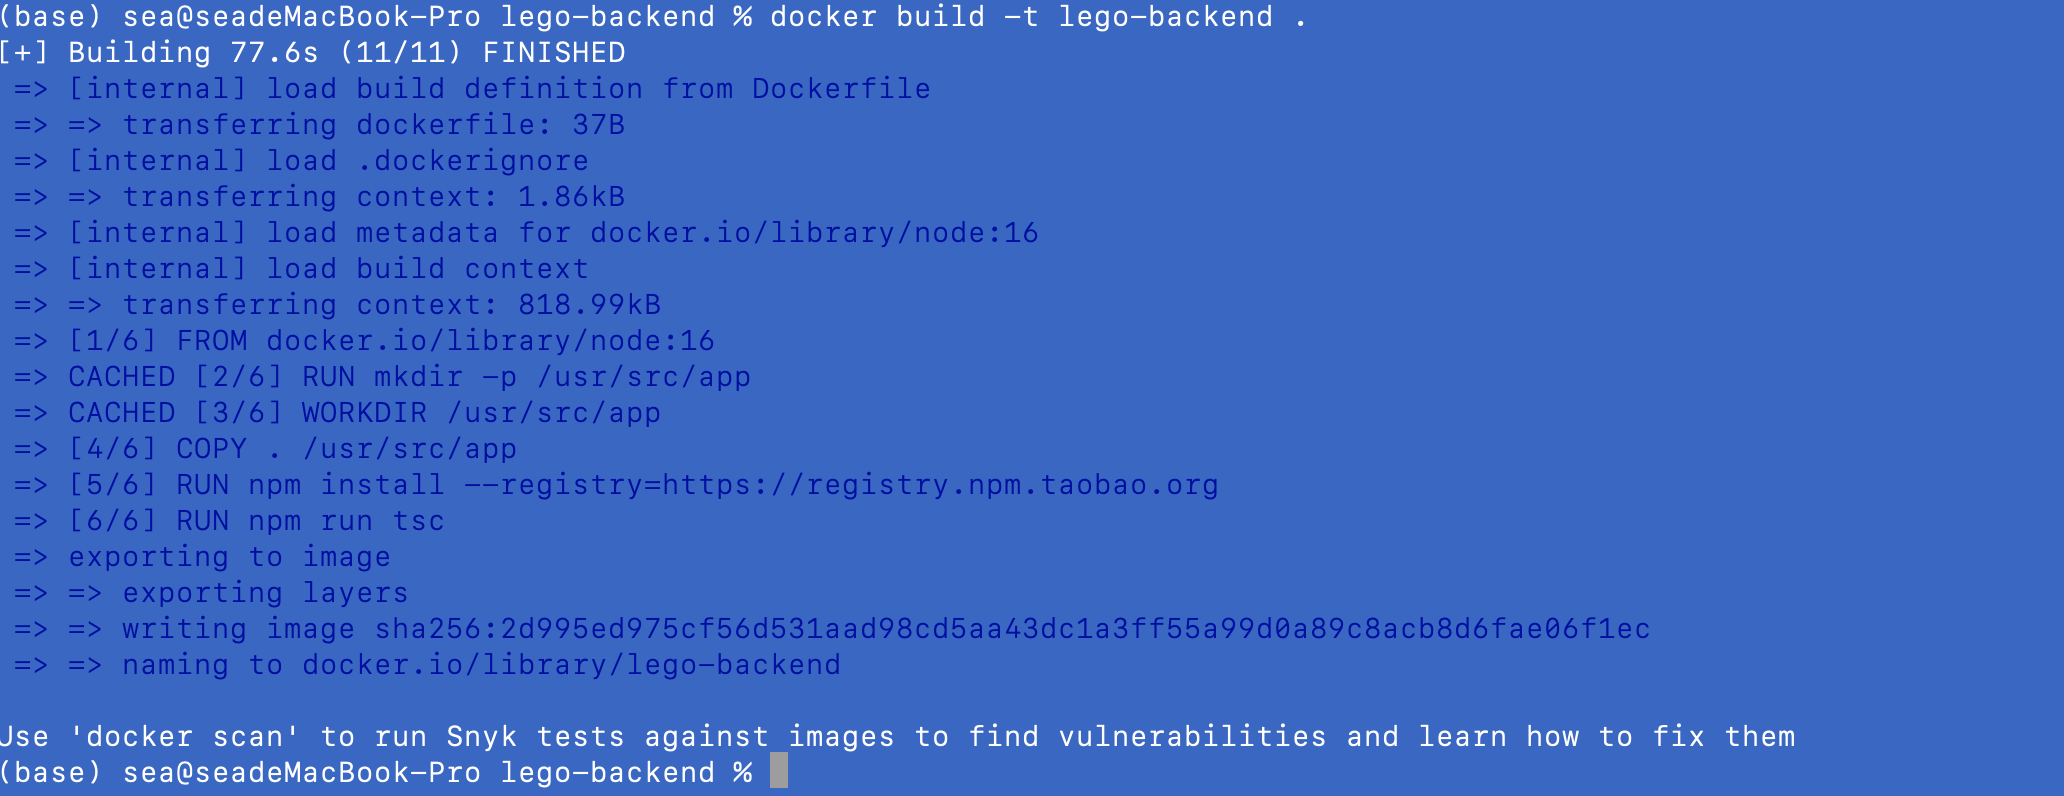 (base) sea@seadeMacBook-Pro lego-backend % docker build -t lego-backend .
[+] Building 77.6s (11/11) FINISHED
=> [internal] load build definition from Dockerfile
=> => transferring dockerfile: 37B
=> [internal] load .dockerignore
=> => transferring context: 1.86kB
=> [internal] load metadata for docker.io/library/node:16
=> [internal] load build context
=> => transferring context: 818.99kB
=> [1/6] FROM docker.io/library/node:16
=> CACHED [2/6] RUN mkdir -p /usr/src/app
=> CACHED [3/6] WORKDIR /usr/src/app
=> [4/6] COPY . /usr/src/app
=> [5/6] RUN npm install --registry=https://registry.npm.taobao.org
=> [6/6] RUN npm run tsc
=> exporting to image
=> => exporting layers
=> => writing image sha256:2d995ed975cf56d531aad98cd5aa43dc1a3ff55a99d0a89c8acb8d6fae06f1ec
=> => naming to docker.io/library/lego-backend
Use 'docker scan' to run Snyk tests against images to find vulnerabilities and learn how to fix them
(base) sea@seadeMacBook-Pro lego-backend %